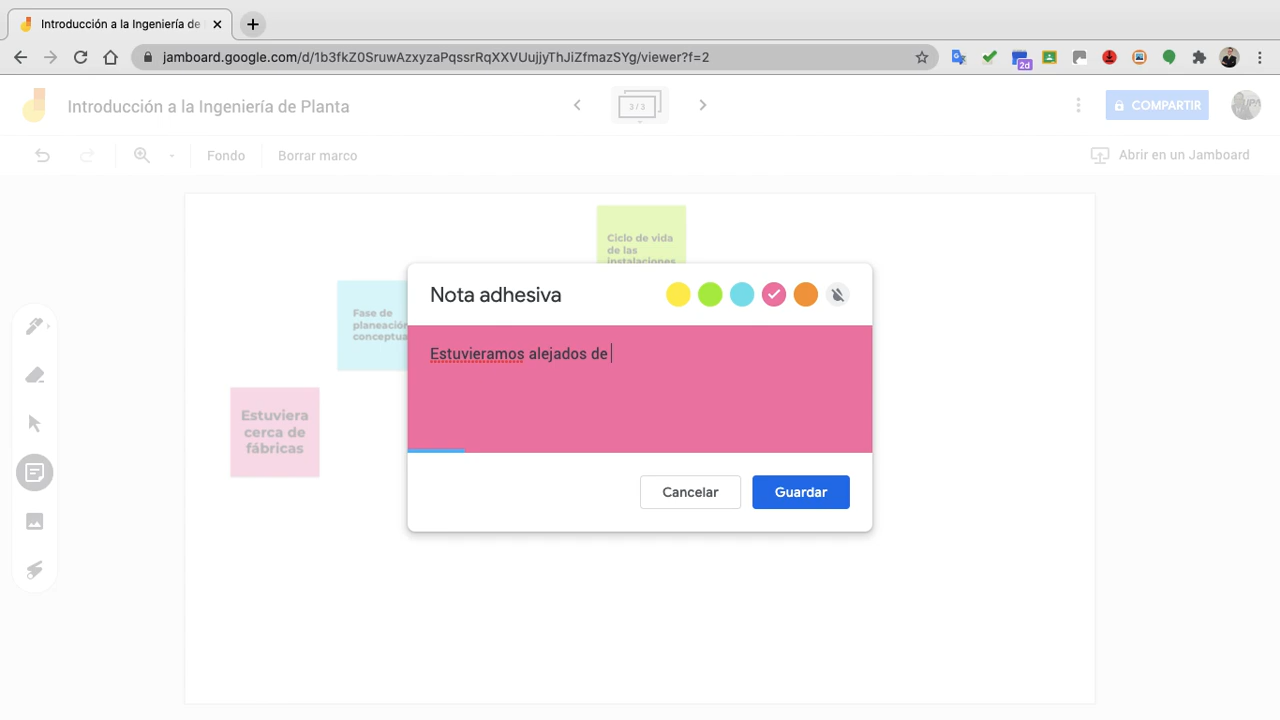 Introducción a la Ingeniería de
jamboard.google.com/d/1b3fkZ0SruwAzxyzaPqssrRqXXVUujjyThJiZfmazSYg/viewer?f=2
2d
Introducción a la Ingeniería de Planta
3 / 3
COMPARTIR
Fondo
Borrar marco
Abrir en un Jamboard
Ciclo de vida
de las
instalaciones
Fase de
planeación
conceptua
Estuviera
cerca de
fábricas
Nota adhesiva
Estuvieramos alejados de
Cancelar
Guardar